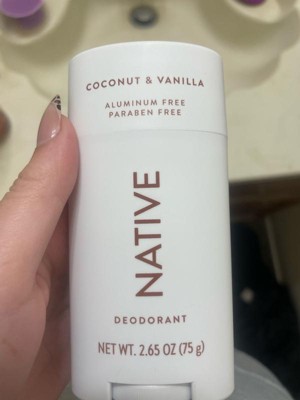 COCONUT & VANILLA
ALUMINUM FREE
PARABEN FREE
NATIVE
DEODORANT
NET WT. 2.65 OZ (75 g)